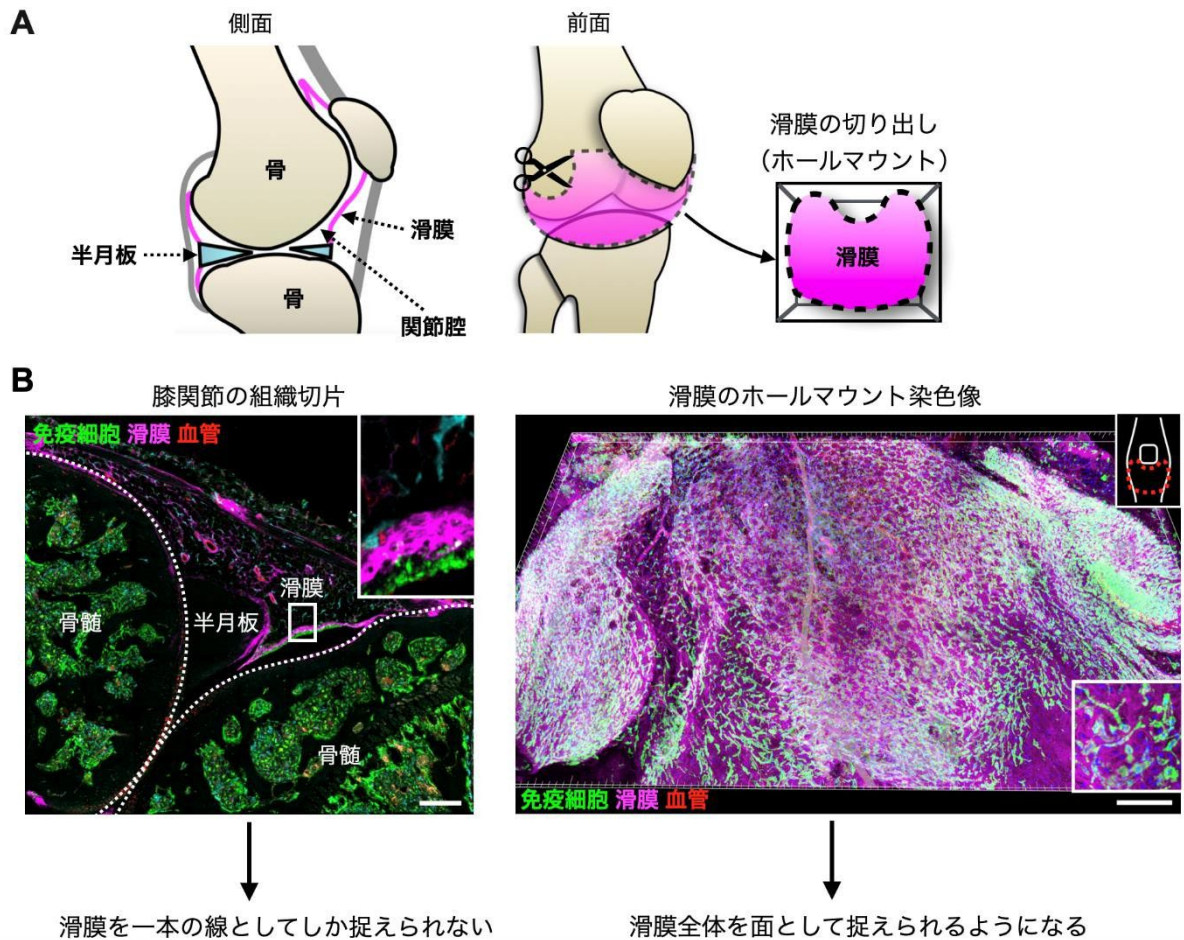 A
側面
前面
骨
半月板
骨
滑膜
関節腔
滑膜の切り出し
（ホールマウント）
滑膜
B
膝関節の組織切片
免疫細胞 滑膜 血管
骨髄
半月板
滑膜
骨髄
滑膜を一本の線としてしか捉えられない
滑膜のホールマウント染色像
免疫細胞 滑膜 血管
滑膜全体を面として捉えられるようになる